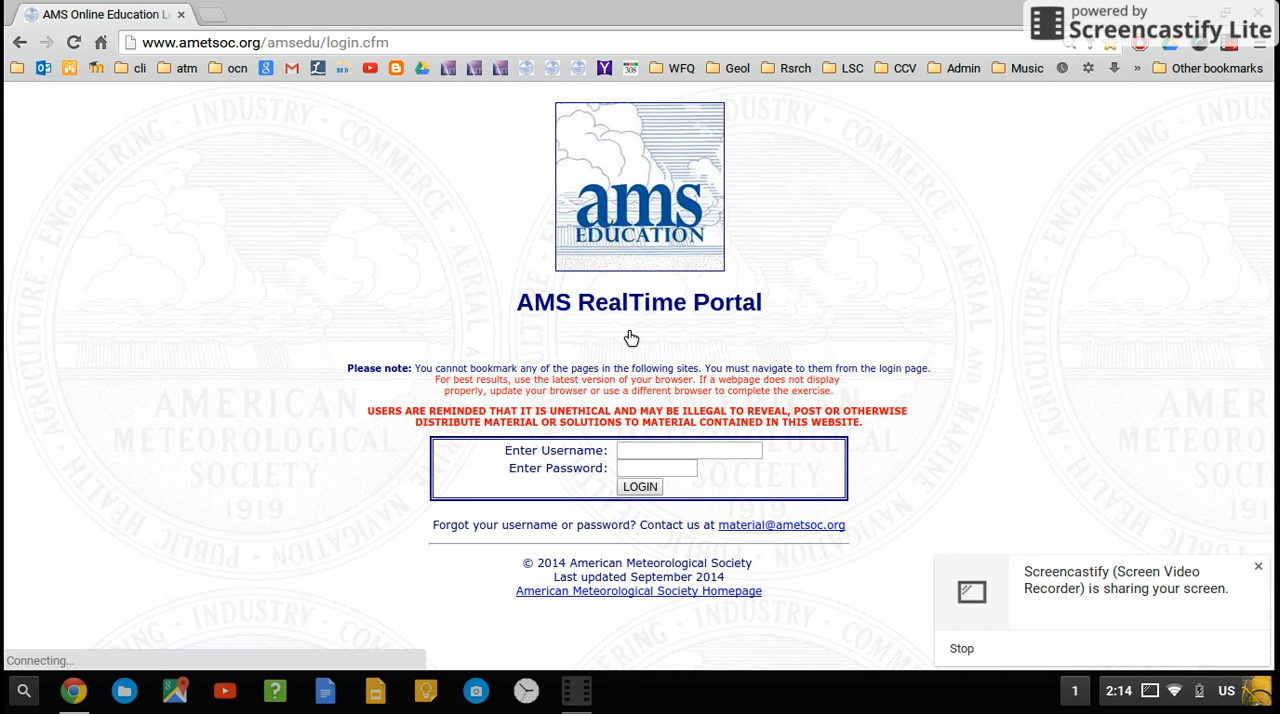 AMS Online Education Lo
powered by
Screencastify Lite
www.ametsoc.org/amsedu/login.cfm
cli
atm
ocn
WFQ
Geol
Rsrch
LSC
CCV
Admin
Music
»
Other bookmarks
ams
EDUCATION
AMS RealTime Portal
Please note: You cannot bookmark any of the pages in the following sites. You must navigate to them from the login page.
For best results, use the latest version of your browser. If a webpage does not display
properly, update your browser or use a different browser to complete the exercise.
USERS ARE REMINDED THAT IT IS UNETHICAL AND MAY BE ILLEGAL TO REVEAL, POST OR OTHERWISE
DISTRIBUTE MATERIAL OR SOLUTIONS TO MATERIAL CONTAINED IN THIS WEBSITE.
Enter Username:
Enter Password:
LOGIN
Forgot your username or password? Contact us at material@ametsoc.org
© 2014 American Meteorological Society
Last updated September 2014
American Meteorological Society Homepage
AMERICAN
METEOROLOGICAL
SOCIETY
1919
Screencastify (Screen Video
Recorder) is sharing your screen.
Stop
Connecting...
1
2:14
US